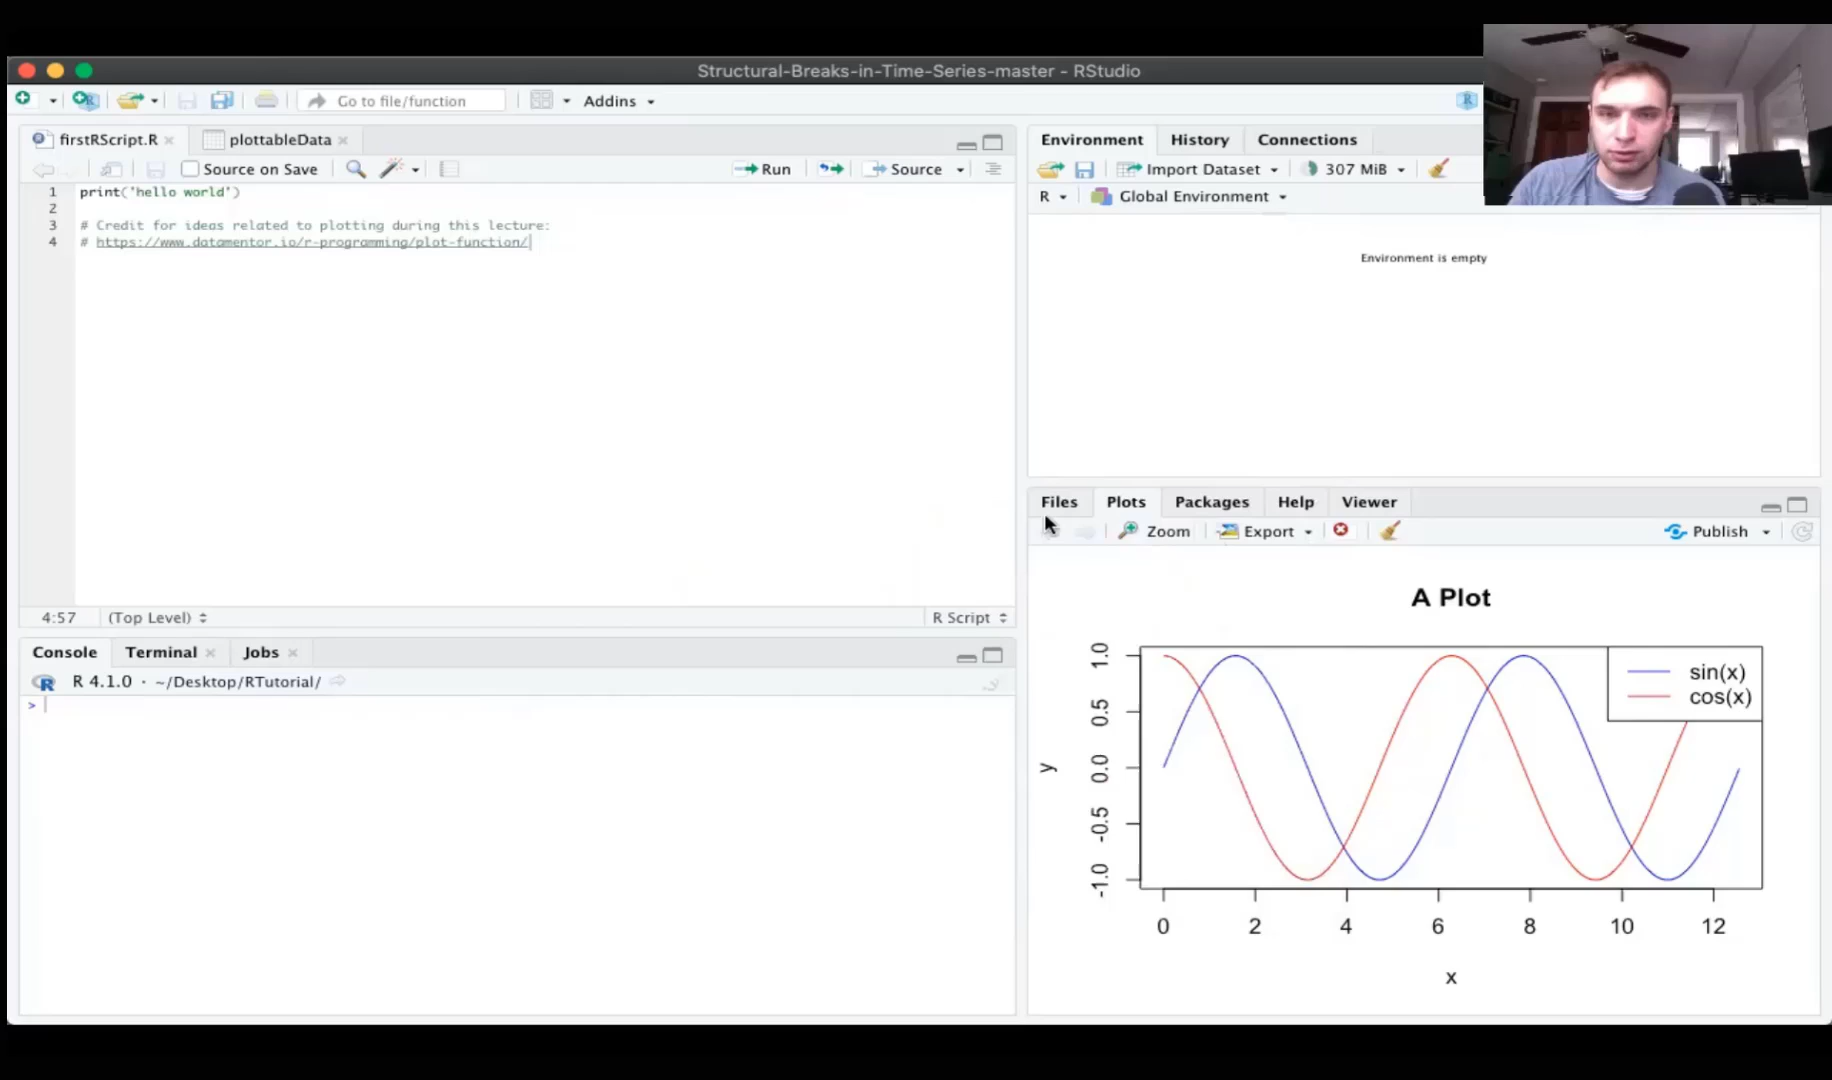 Structural-Breaks-in-Time-Series-master - RStudio
Go to file/function
Addins
firstRScript.R
plottableData
Source on Save
Run
Source
1 print('hello world')
2
3 # Credit for ideas related to plotting during this lecture:
4 # https://www.datamentor.io/r-programming/plot-function/
4:57 (Top Level)
R Script
Console Terminal Jobs
R 4.1.0 · ~/Desktop/RTutorial/
>
Environment History Connections
Import Dataset
307 MiB
R
Global Environment
Environment is empty
Files Plots Packages Help Viewer
Zoom Export Publish
A Plot
sin(x)
cos(x)
1.0
0.5
0.0
-0.5
-1.0
y
0 2 4 6 8 10 12
x